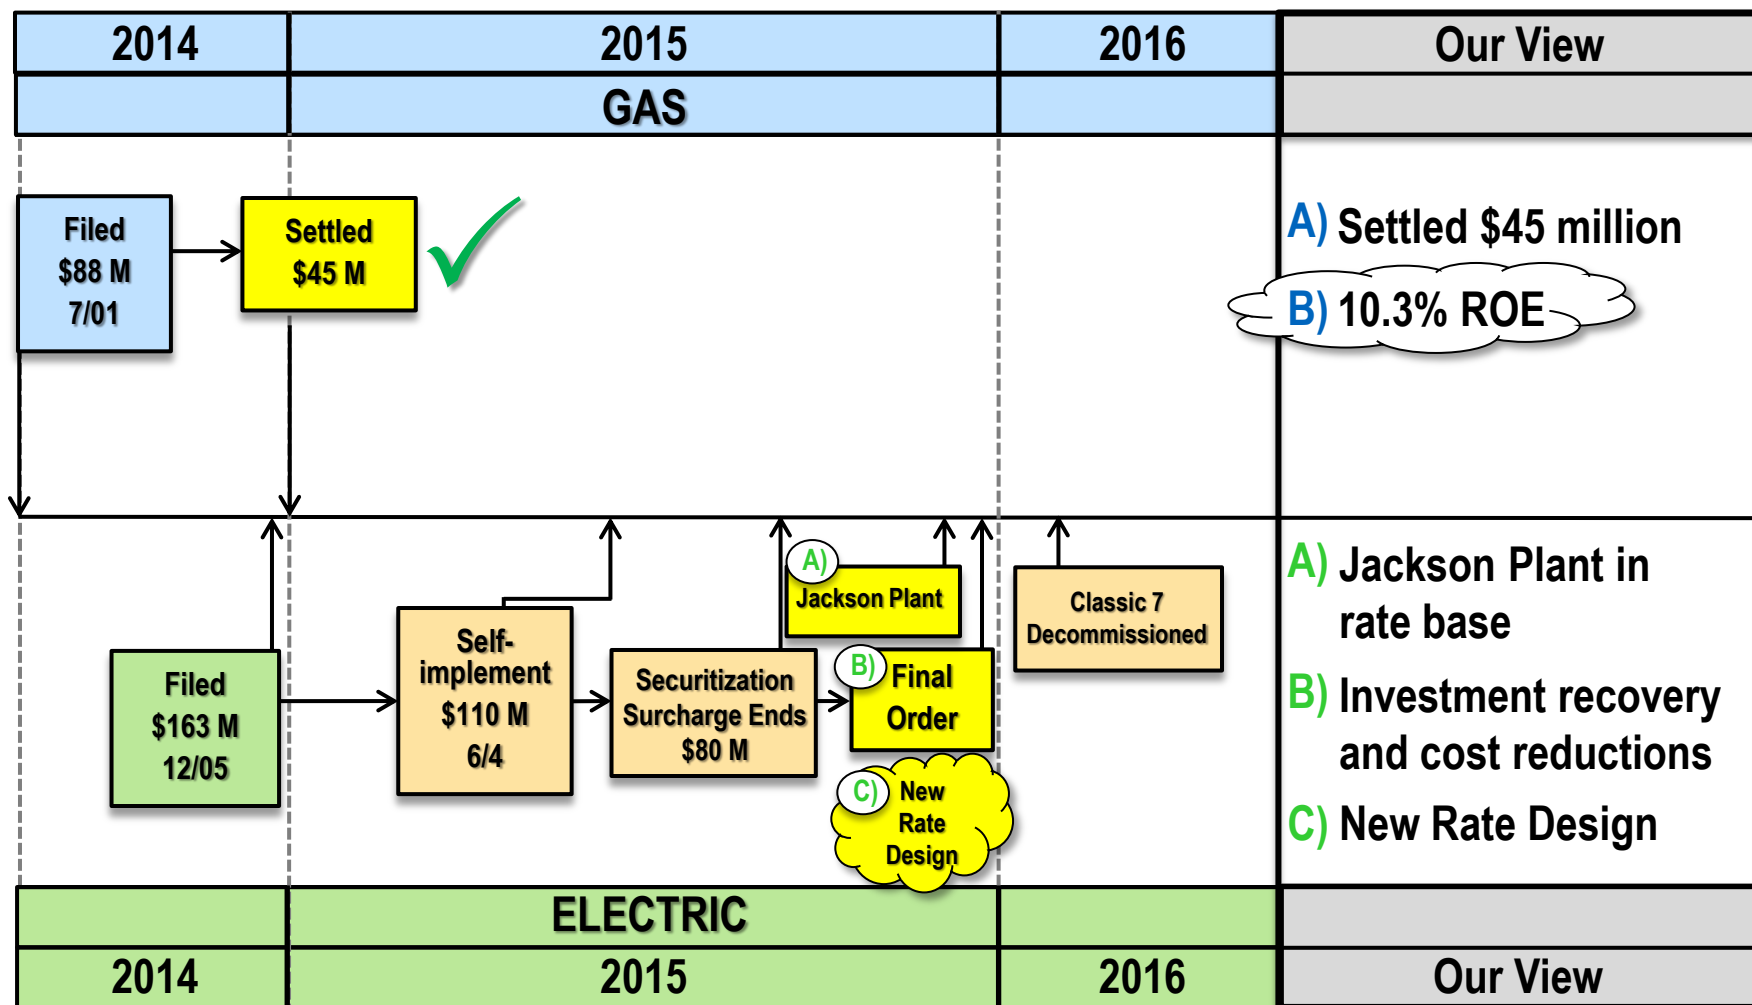 2014
2015
2016
Our View
GAS
Filed
$88 M
7/01
Settled
$45 M
A) Settled $45 million
B) 10.3% ROE
Filed
$163 M
12/05
Self-
implement
$110 M
6/4
Securitization
Surcharge Ends
$80 M
A)
Jackson Plant
B)
Final
Order
C)
New
Rate
Design
Classic 7
Decommissioned
A) Jackson Plant in
rate base
B) Investment recovery
and cost reductions
C) New Rate Design
ELECTRIC
2014
2015
2016
Our View